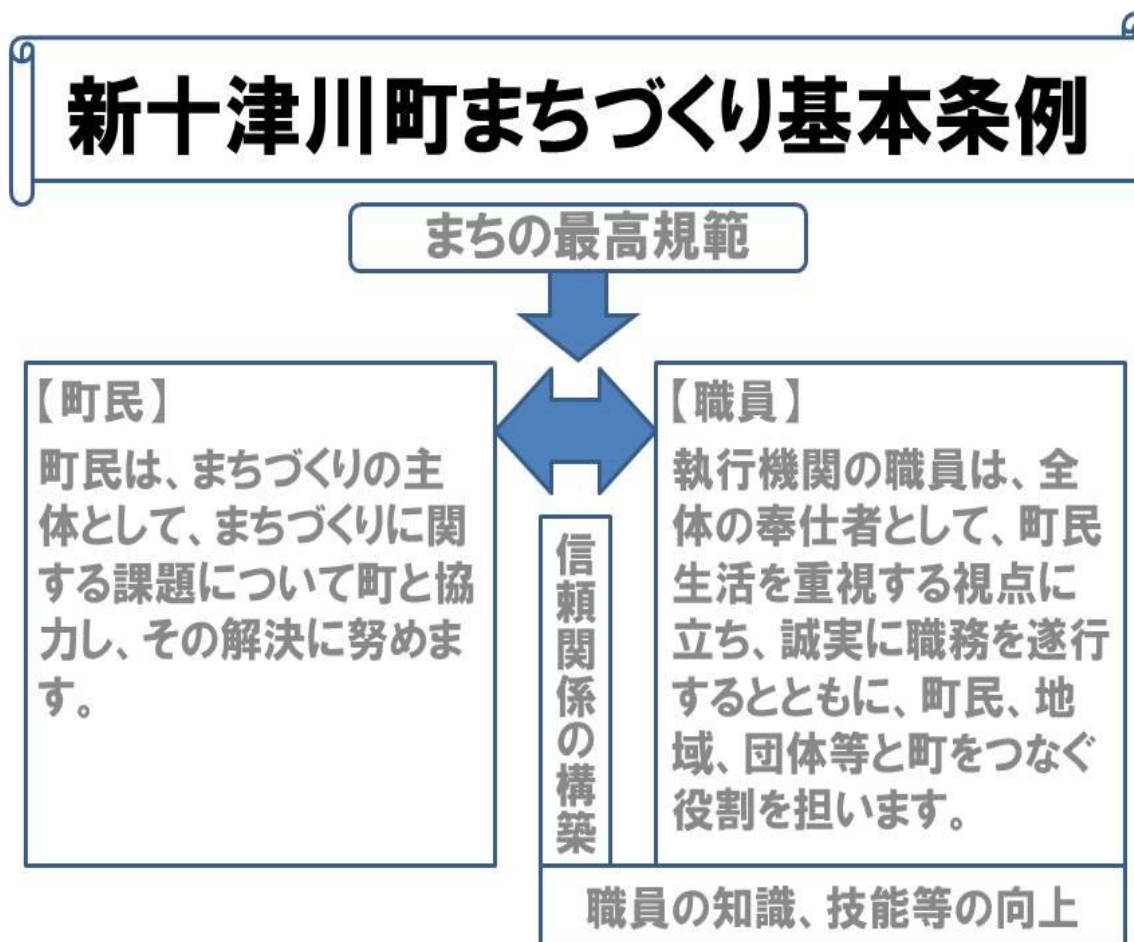 新十津川町まちづくり基本条例
まちの最高規範
【町民】
町民は、まちづくりの主
体として、まちづくりに関
する課題について町と協
力し、その解決に努めま
す。
信頼関係の構築
【職員】
執行機関の職員は、全
体の奉仕者として、町民
生活を重視する視点に
立ち、誠実に職務を遂行
するとともに、町民、地
域、団体等と町をつなぐ
役割を担います。
職員の知識、技能等の向上